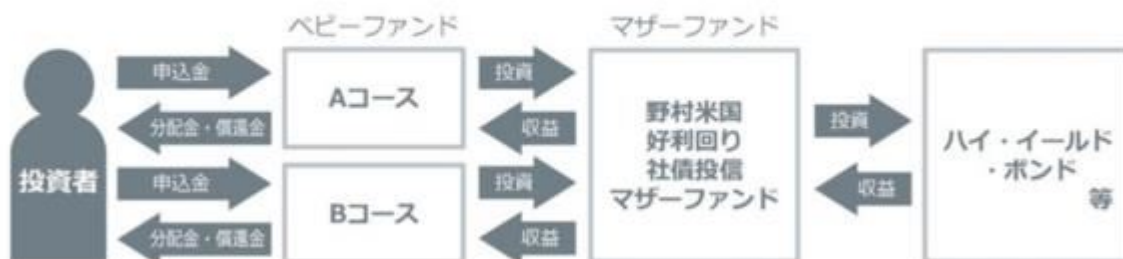 ベビーファンド
マザーファンド
投資者
申込金
分配金・償還金
申込金
分配金・償還金
Aコース
Bコース
投資
収益
投資
収益
野村米国
好利回り
社債投信
マザーファンド
投資
収益
ハイ・イールド
・ボンド
等